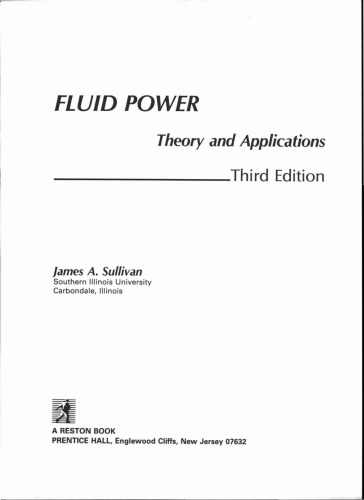 FLUID POWER
Theory and Applications
Third Edition
James A. Sullivan
Southern Illinois University
Carbondale, Illinois
A RESTON BOOK
PRENTICE HALL, Englewood Cliffs, New Jersey 07632